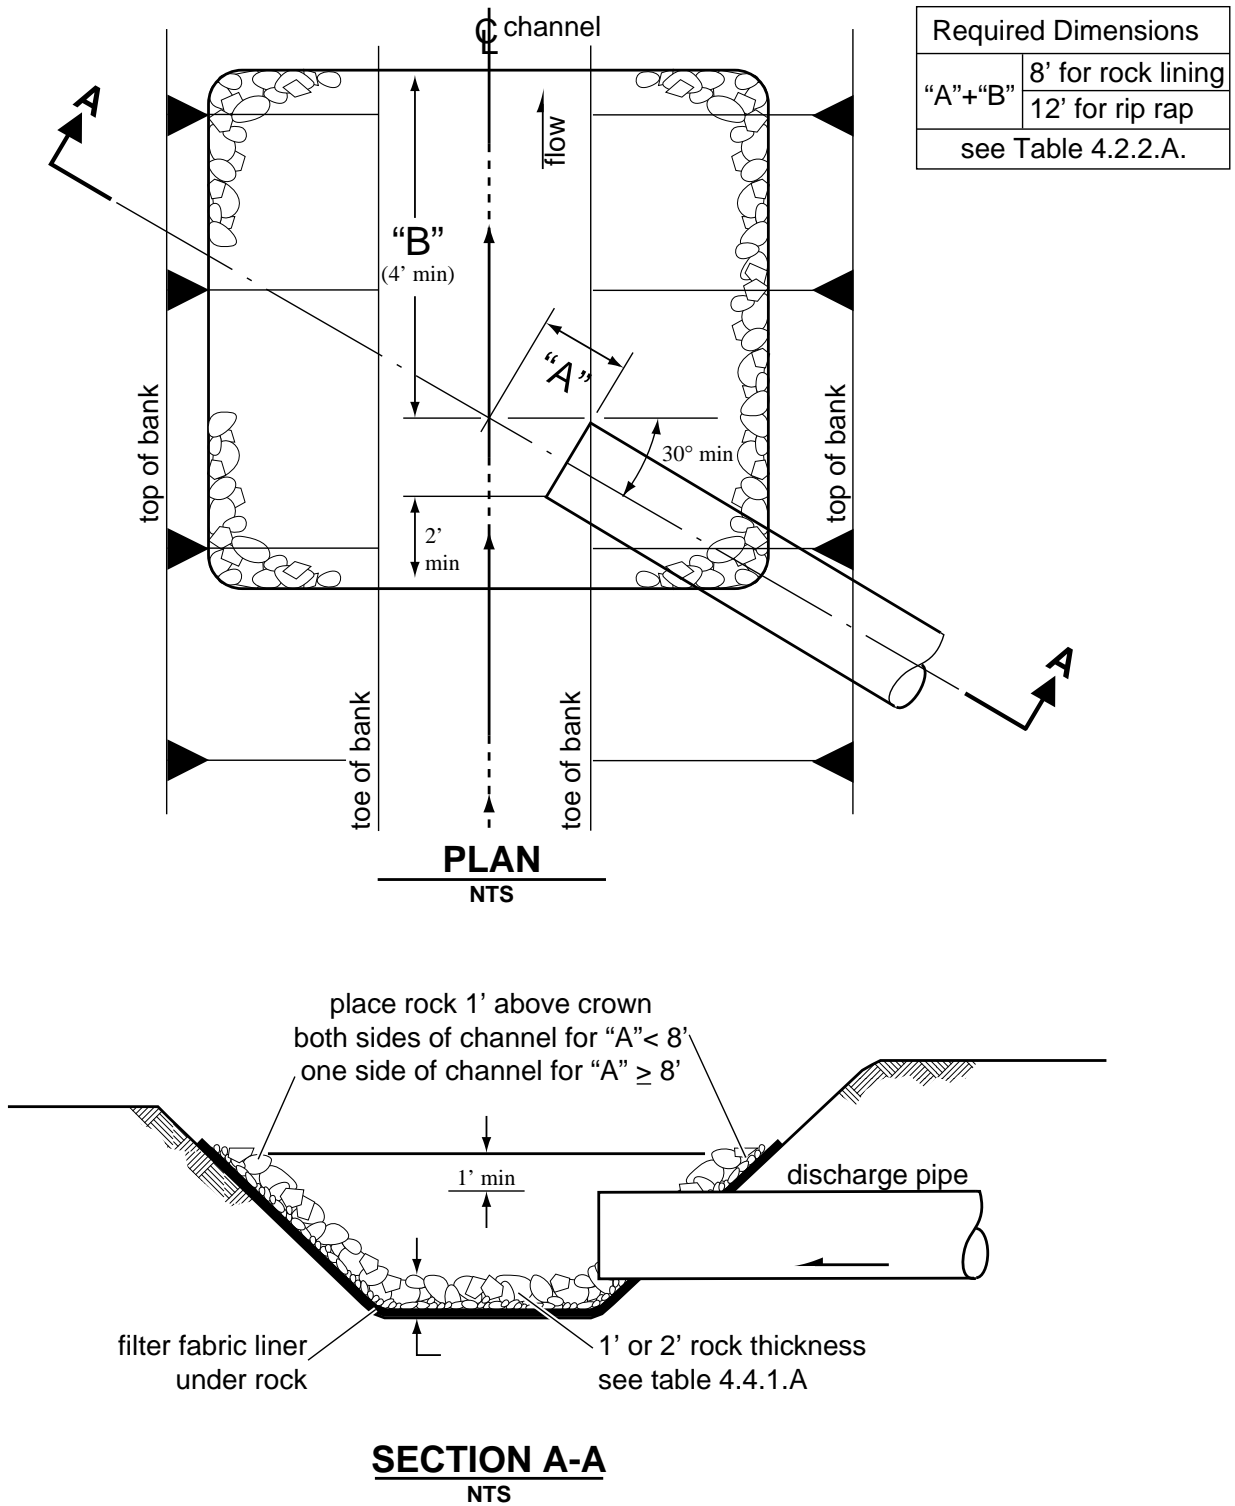 ℄ channel
Required Dimensions
“A”+“B”
8’ for rock lining
12’ for rip rap
see Table 4.2.2.A.
A
flow
“B”
(4’ min)
“A”
30° min
top of bank
top of bank
2’
min
A
toe of bank
toe of bank
PLAN
NTS
place rock 1’ above crown
both sides of channel for “A”< 8’
one side of channel for “A” ≥ 8’
1’ min
discharge pipe
filter fabric liner
under rock
1’ or 2’ rock thickness
see table 4.4.1.A
SECTION A-A
NTS